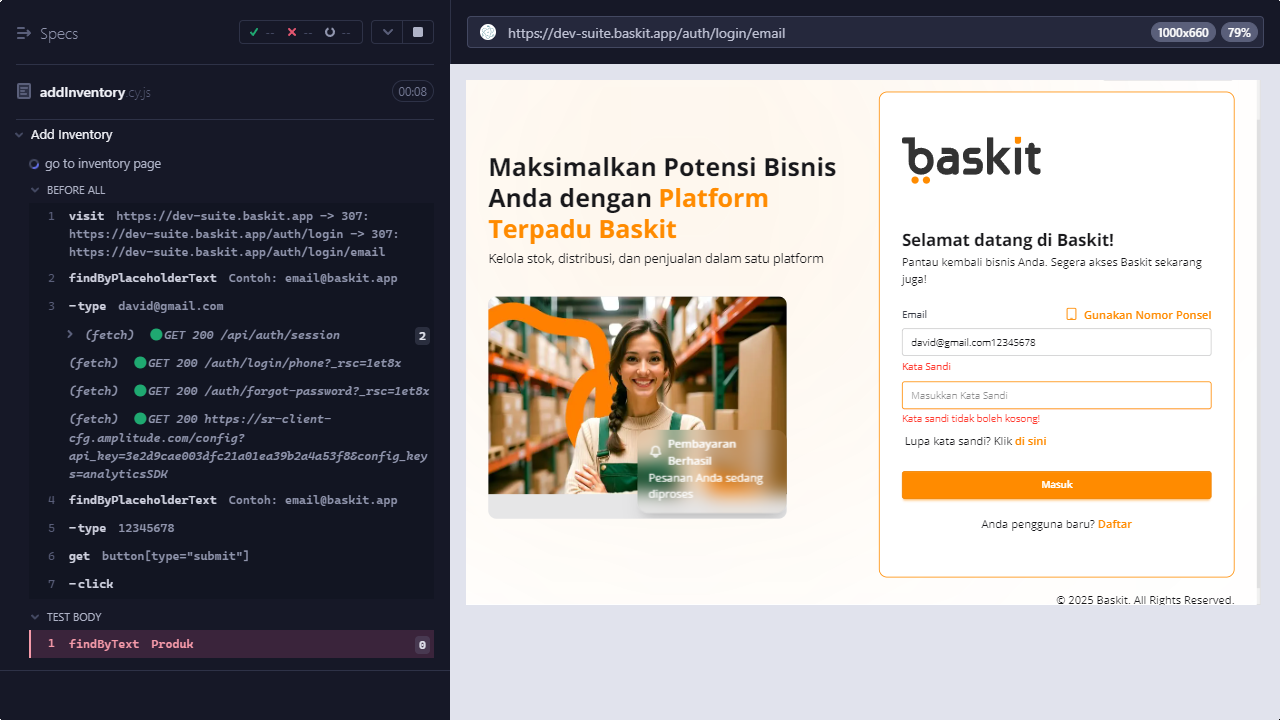 Specs
-- -- --
addInventory.cy.js
00:08
Add Inventory
go to inventory page
BEFORE ALL
1 visit https://dev-suite.baskit.app -> 307:
https://dev-suite.baskit.app/auth/login -> 307:
https://dev-suite.baskit.app/auth/login/email
2 findByPlaceholderText Contoh: email@baskit.app
3 -type david@gmail.com
(fetch) GET 200 /api/auth/session 2
(fetch) GET 200 /auth/login/phone?_rsc=1et8x
(fetch) GET 200 /auth/forgot-password?_rsc=1et8x
(fetch) GET 200 https://sr-client-
cfg.amplitude.com/config?
api_key=3e2d9cae003dfc21a01ea39b2a4a53f8&config_key
s=analyticsSDK
4 findByPlaceholderText Contoh: email@baskit.app
5 -type 12345678
6 get button[type="submit"]
7 -click
TEST BODY
1 findByText Produk 0
https://dev-suite.baskit.app/auth/login/email
1000x660 79%
Maksimalkan Potensi Bisnis
Anda dengan Platform
Terpadu Baskit
Kelola stok, distribusi, dan penjualan dalam satu platform
Pembayaran
Berhasil
Pesanan Anda sedang
diproses
baskit
Selamat datang di Baskit!
Pantau kembali bisnis Anda. Segera akses Baskit sekarang
juga!
Email
Gunakan Nomor Ponsel
david@gmail.com12345678
Kata Sandi
Masukkan Kata Sandi
Kata sandi tidak boleh kosong!
Lupa kata sandi? Klik di sini
Masuk
Anda pengguna baru? Daftar
© 2025 Baskit. All Rights Reserved.